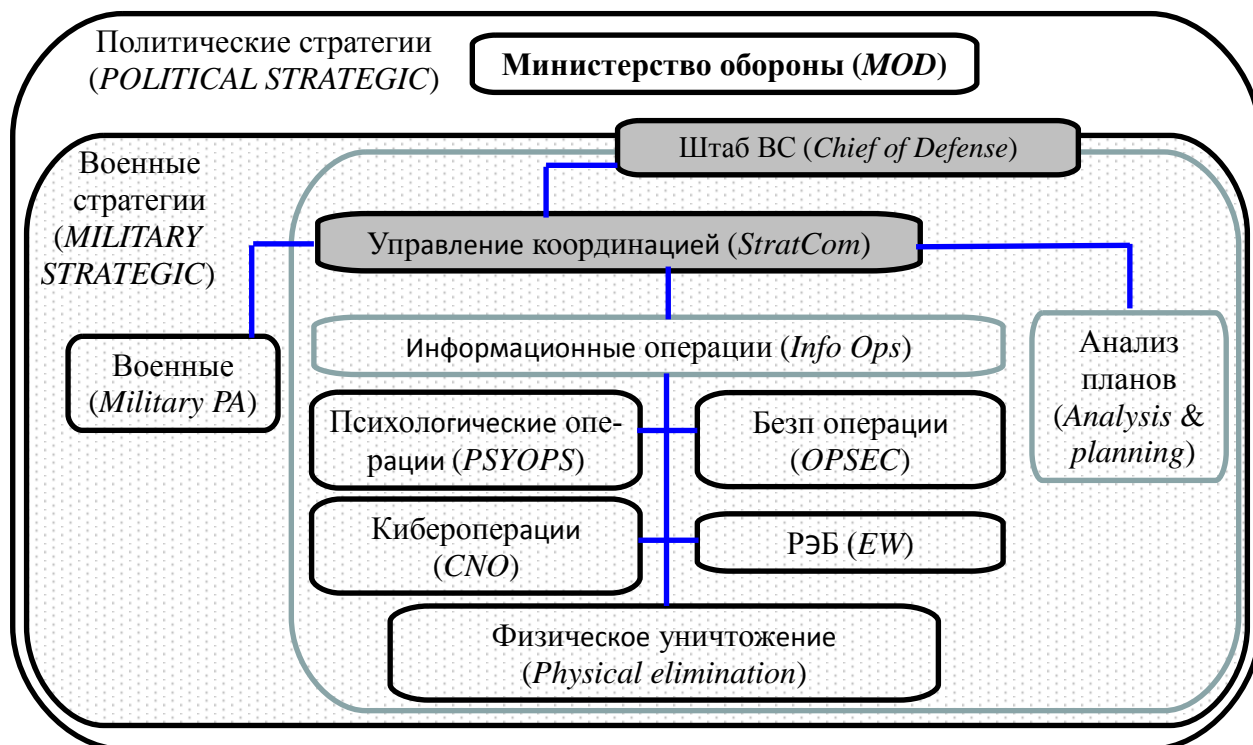 Политические стратегии
(POLITICAL STRATEGIC)
Министерство обороны (MOD)
Штаб ВС (Chief of Defense)
Военные
стратегии
(MILITARY
STRATEGIC)
Управление координацией (StratCom)
Информационные операции (Info Ops)
Военные
(Military PA)
Анализ
планов
(Analysis &
planning)
Психологические опе-
рации (PSYOPS)
Безп операции
(OPSEC)
Кибероперации
(CNO)
РЭБ (EW)
Физическое уничтожение
(Physical elimination)